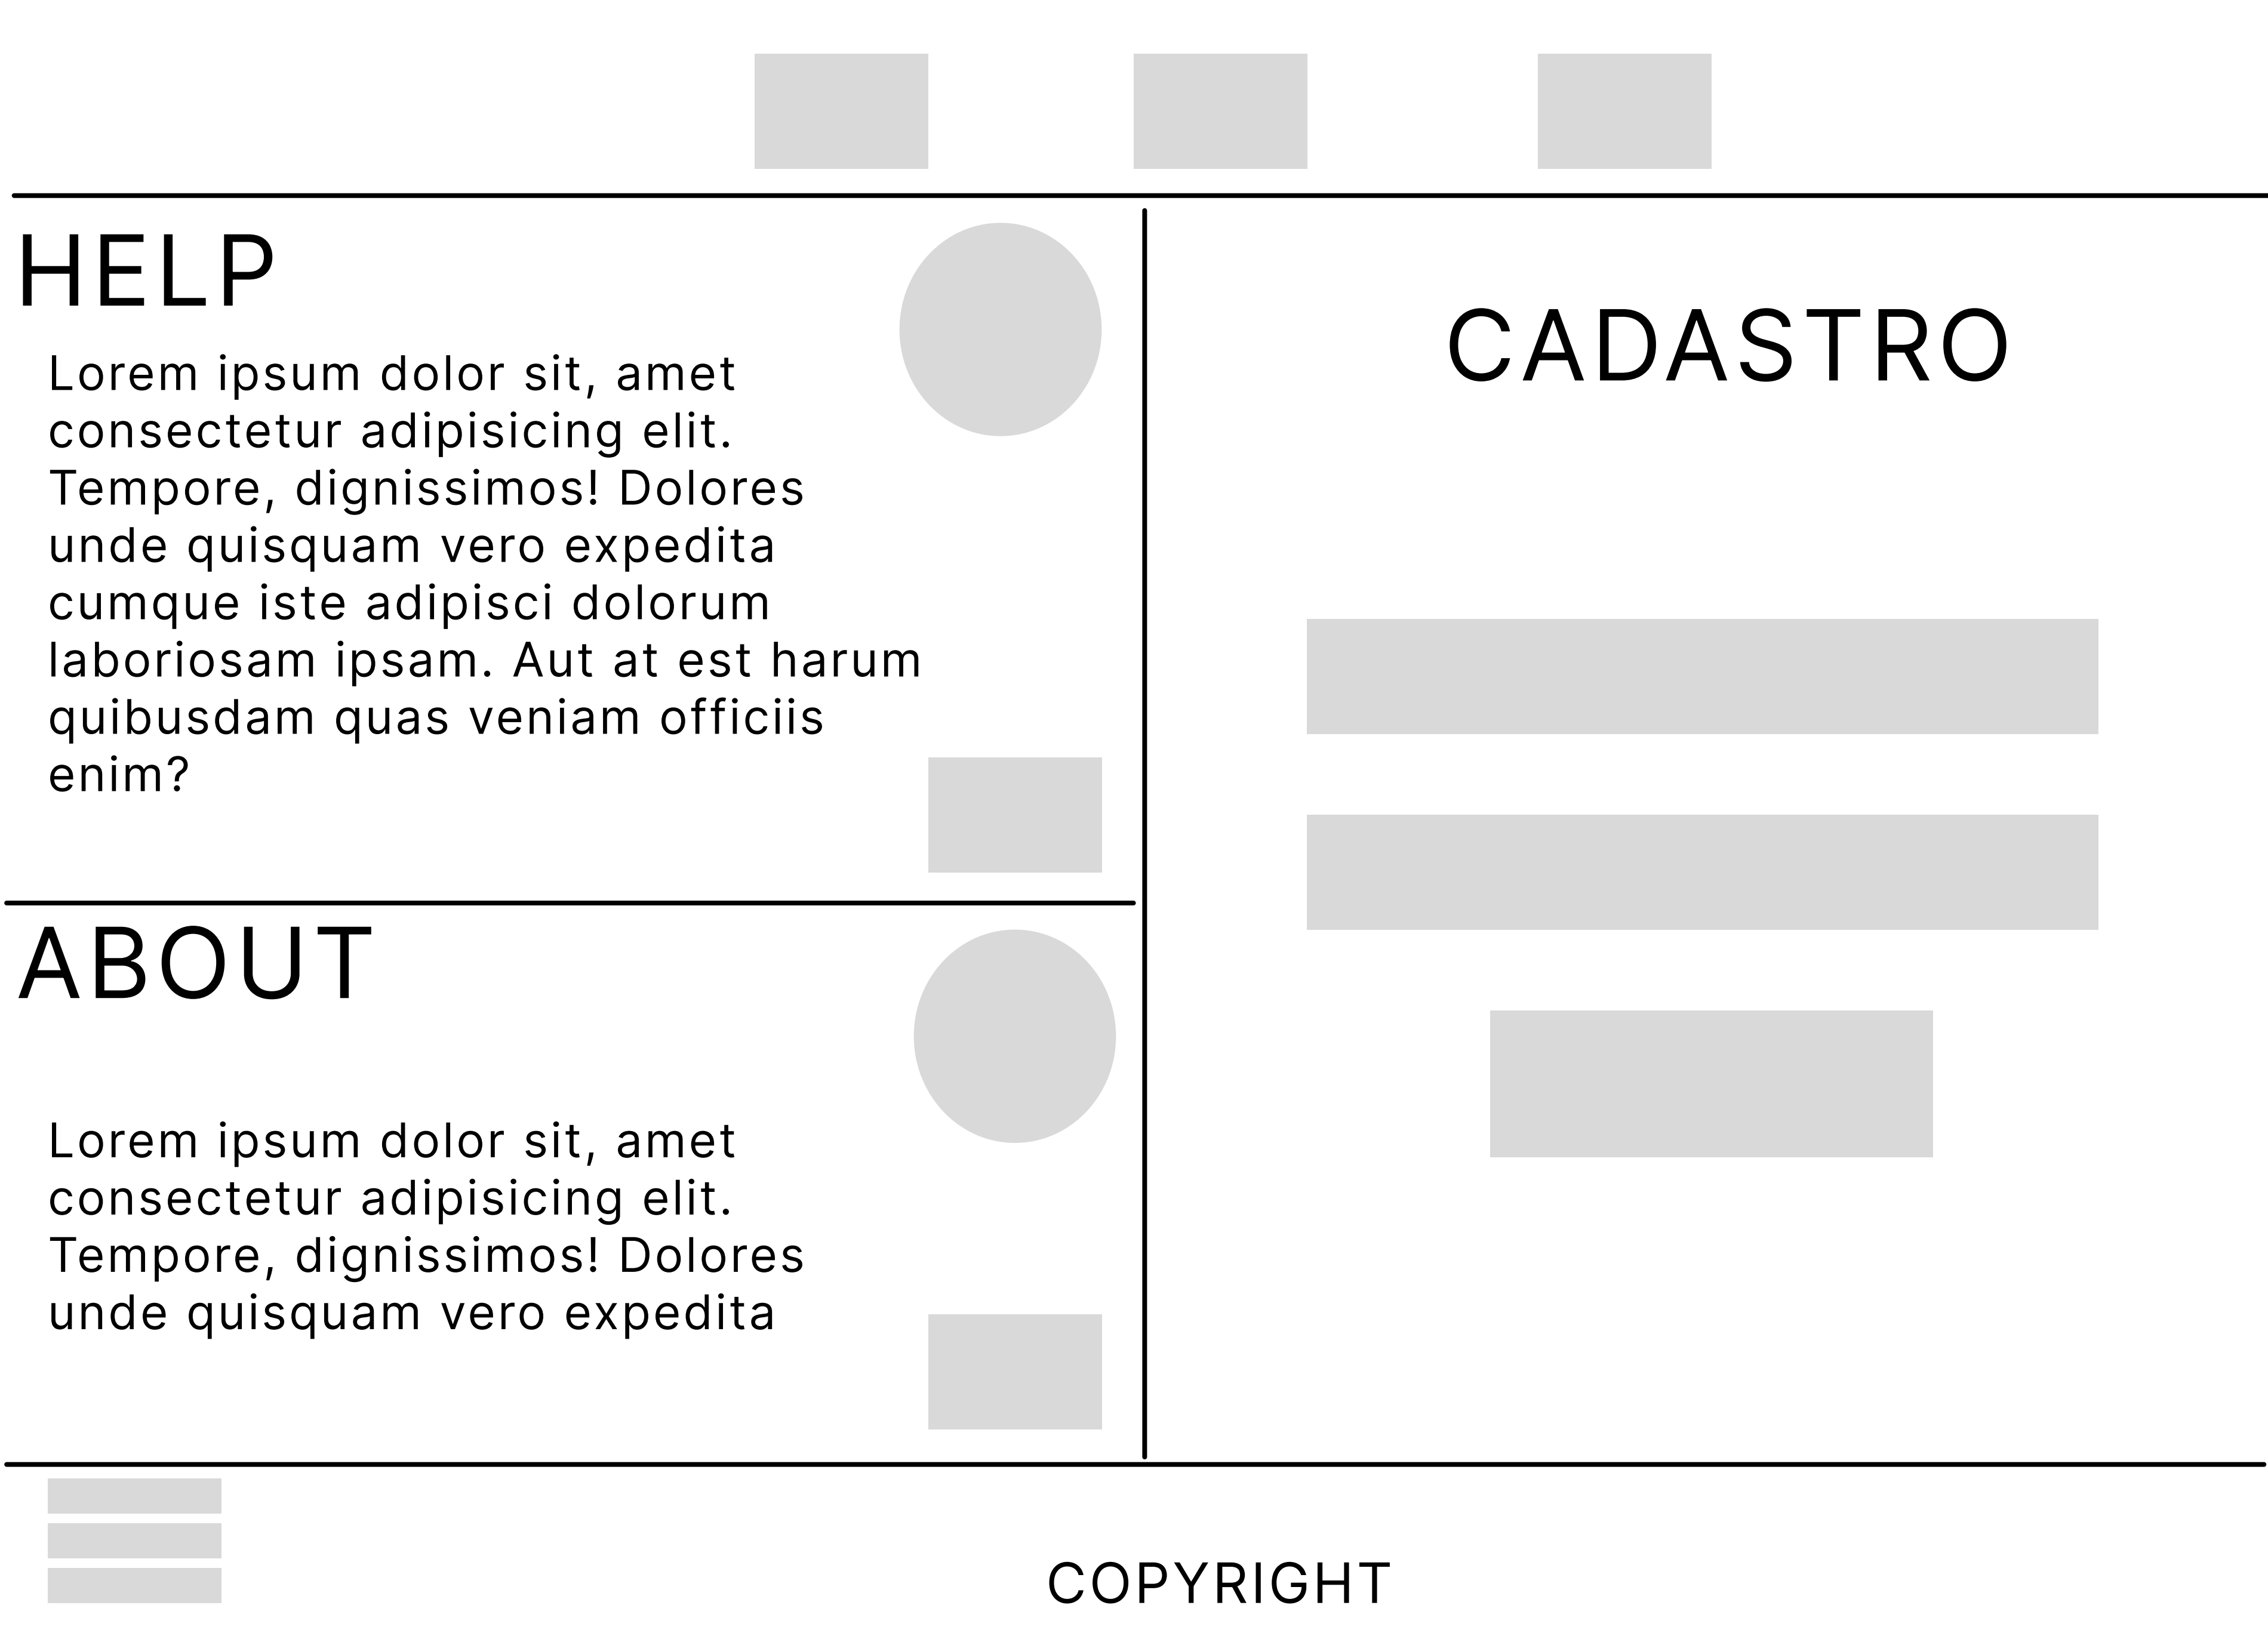 HELP
Lorem ipsum dolor sit, amet
consectetur adipisicing elit.
Tempore, dignissimos! Dolores
unde quisquam vero expedita
cumque iste adipisci dolorum
laboriosam ipsam. Aut at est harum
quibusdam quas veniam officiis
enim?
ABOUT
Lorem ipsum dolor sit, amet
consectetur adipisicing elit.
Tempore, dignissimos! Dolores
unde quisquam vero expedita
CADASTRO
COPYRIGHT